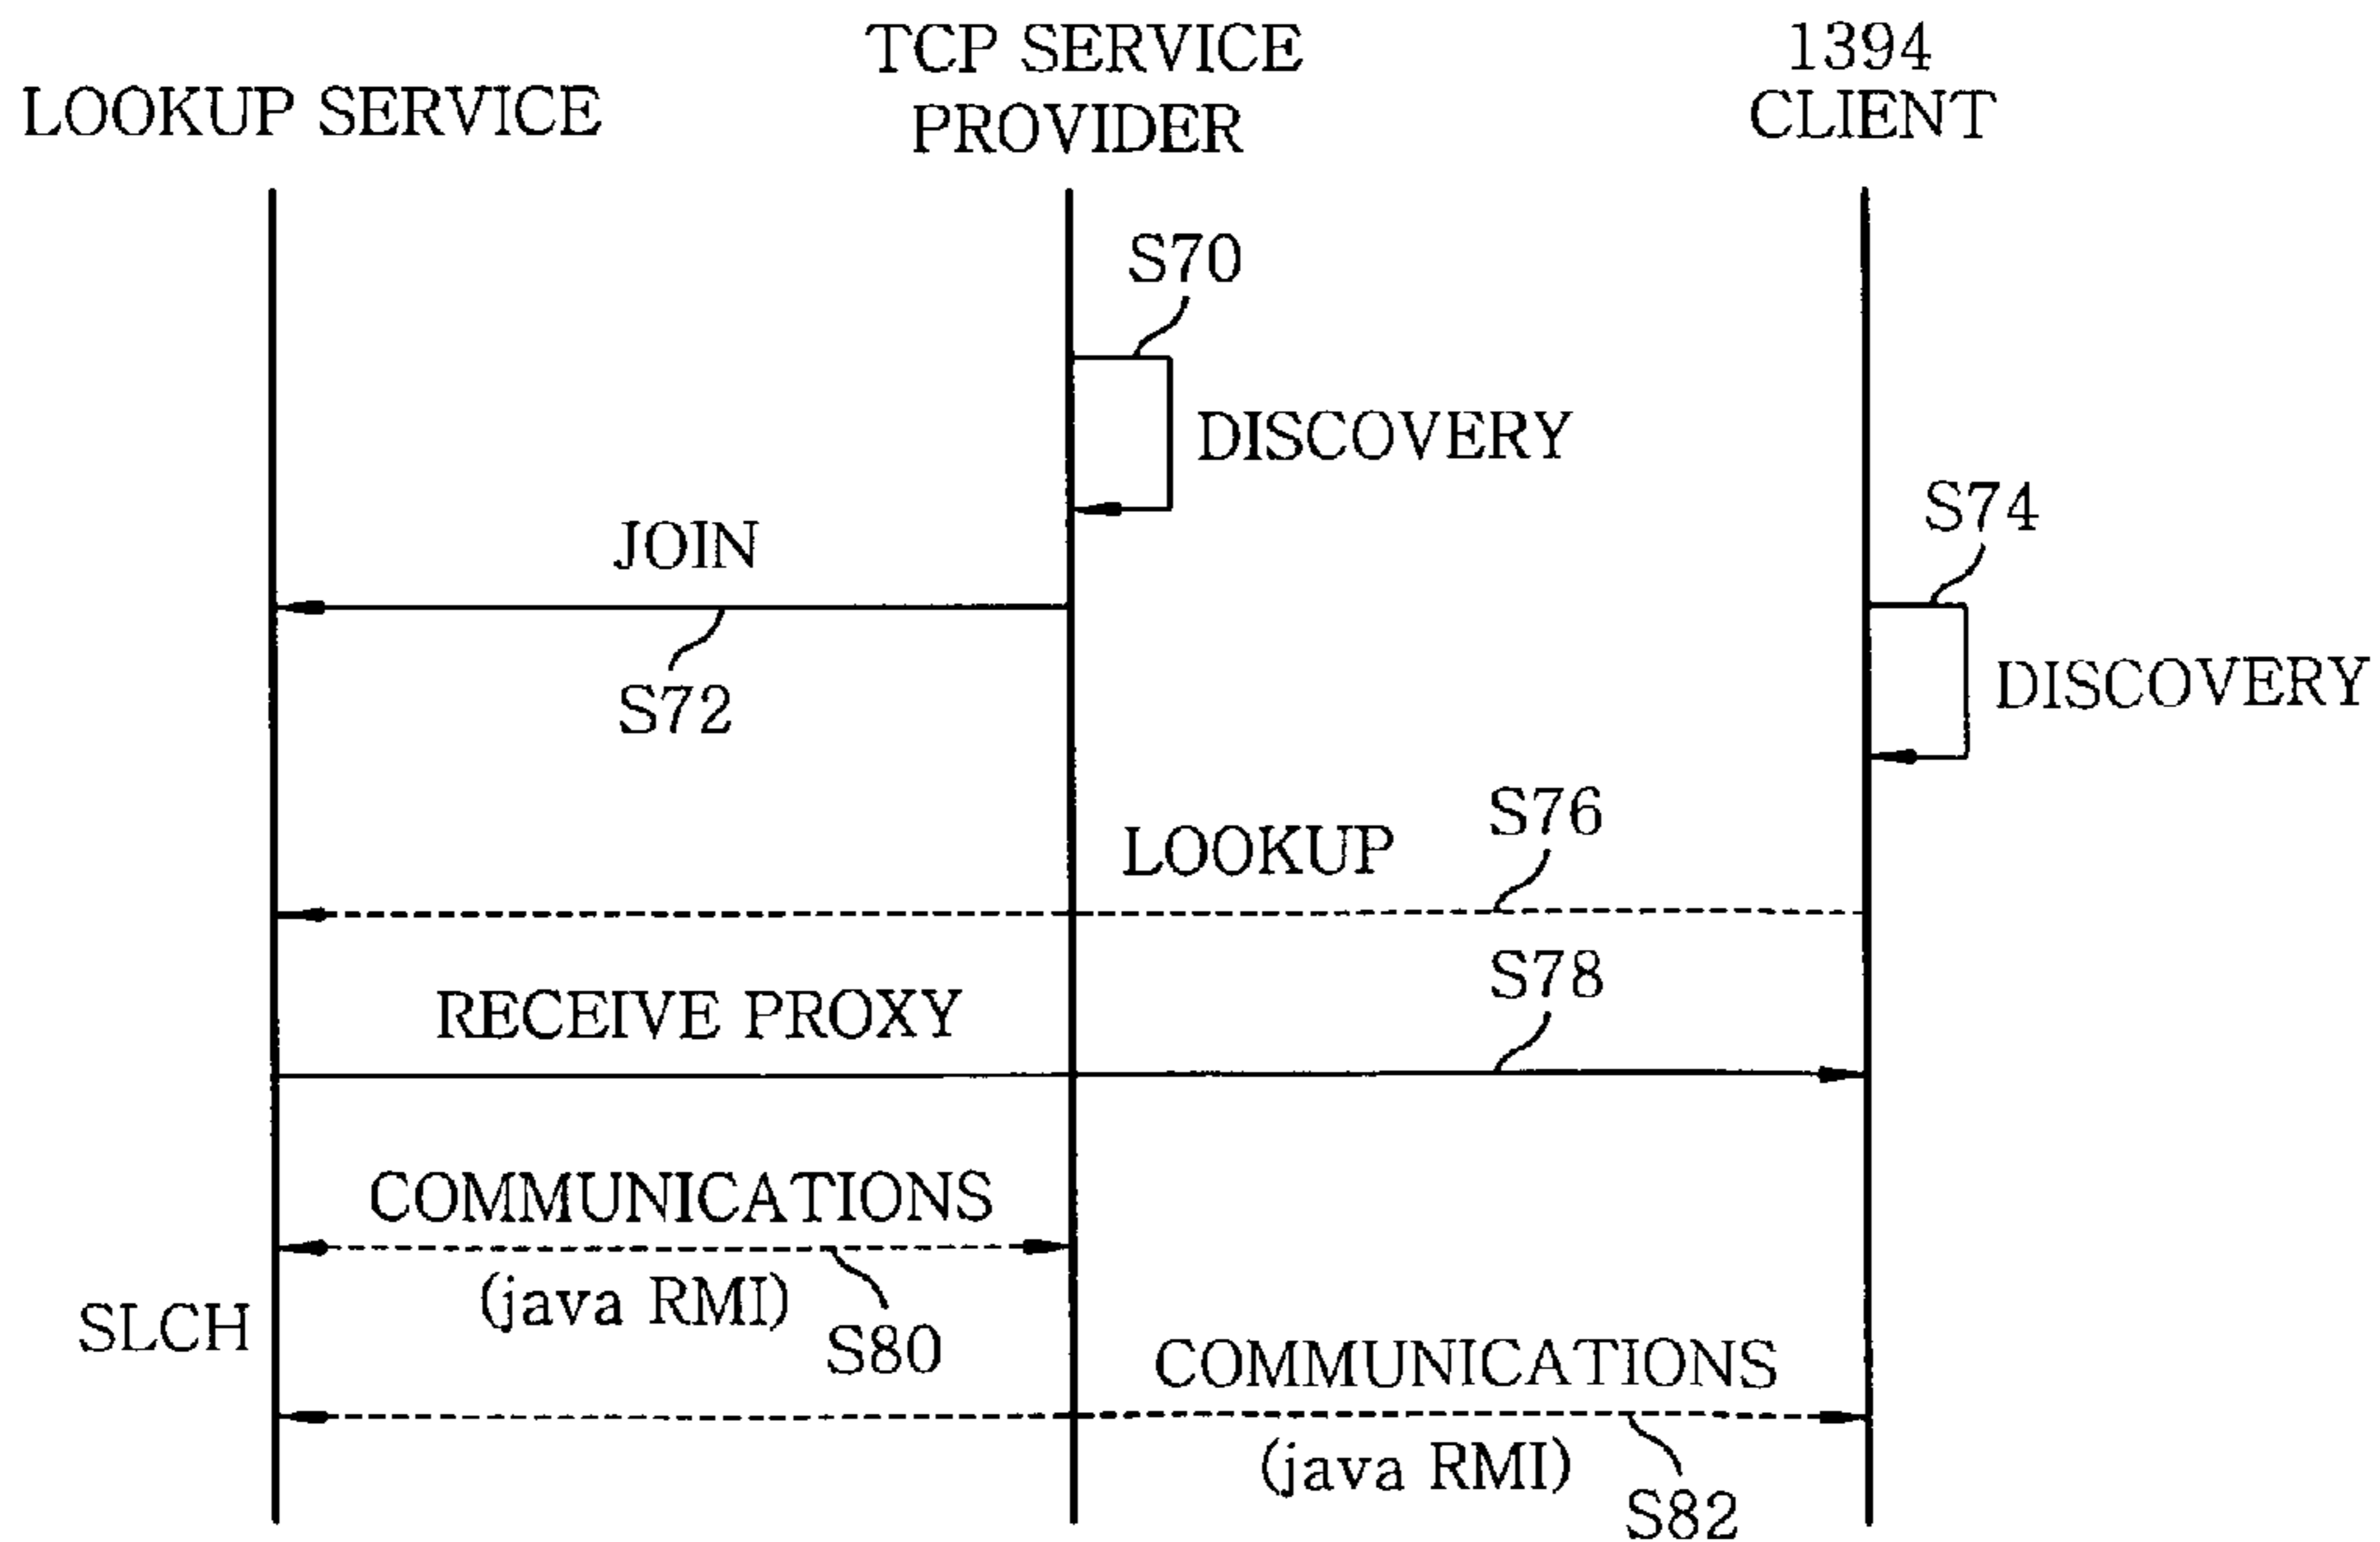 LOOKUP SERVICE
TCP SERVICE
PROVIDER
1394
CLIENT
S70
DISCOVERY
JOIN
S72
S74
DISCOVERY
S76
LOOKUP
S78
RECEIVE PROXY
COMMUNICATIONS
(java RMI)
S80
SLCH
COMMUNICATIONS
(java RMI)
S82